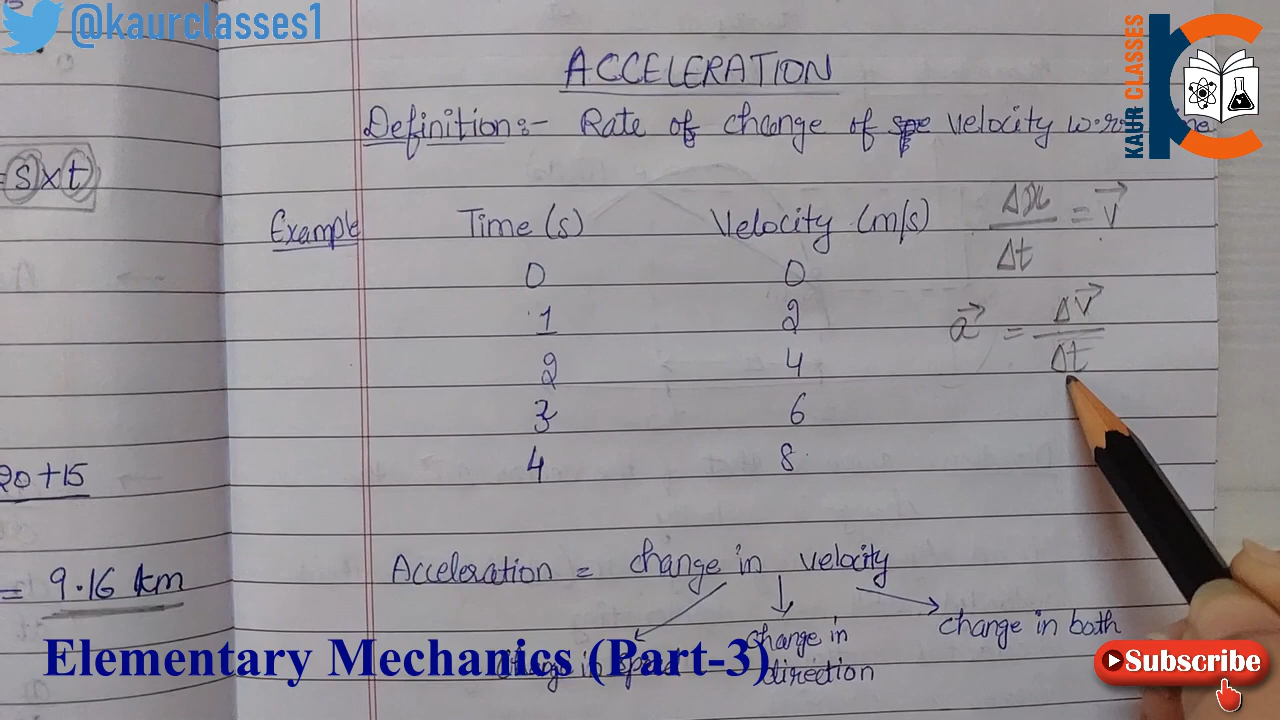 @kaurclasses1
KAUR CLASSES
ACCELERATION
Definition:- Rate of change of velocity w.r.
= s x t
Example Time (s) Velocity (m/s)
0 0
1 2
2 4
3 6
4 8
Δx
Δt
= v⃗
a⃗ = Δv⃗
Δt
20+15
= 9.16 km
Acceleration = change in velocity
change in
direction
change in both
change in
Elementary Mechanics (Part-3)
Subscribe